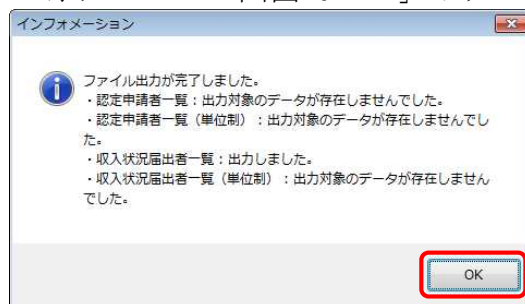 インフォメーション
ファイル出力が完了しました。
・認定申請者一覧：出力対象のデータが存在しませんでした。
・認定申請者一覧（単位制）：出力対象のデータが存在しませんでし
た。
・収入状況届出者一覧：出力しました。
・収入状況届出者一覧（単位制）：出力対象のデータが存在しません
でした。
OK